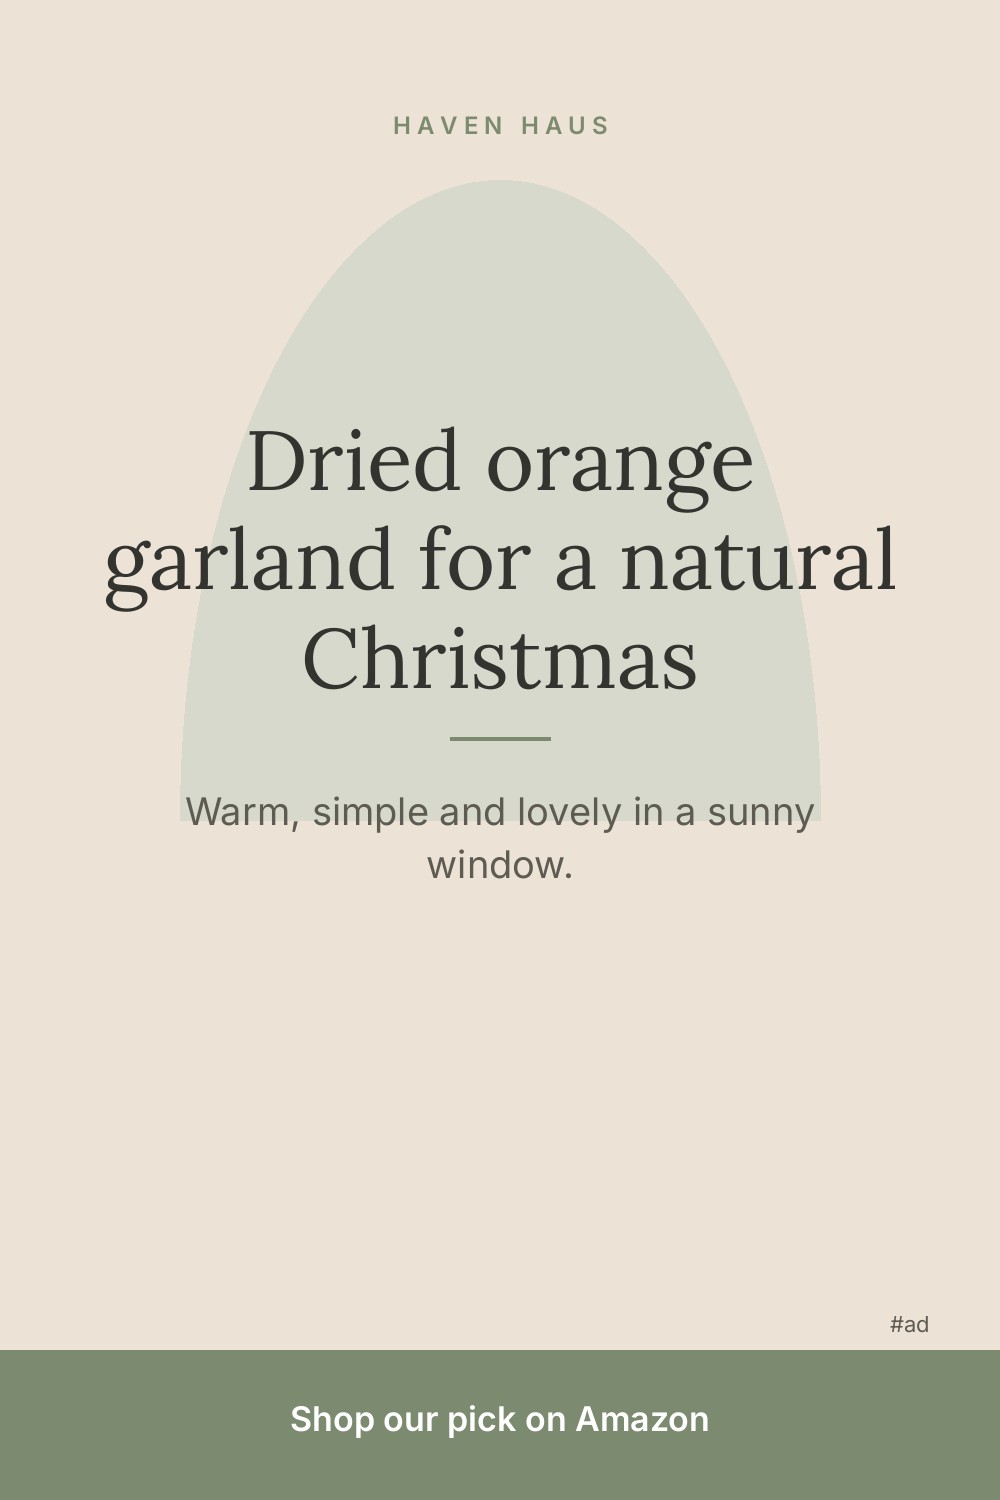 HAVEN HAUS
Dried orange
garland for a natural
Christmas
Warm, simple and lovely in a sunny
window.
#ad
Shop our pick on Amazon